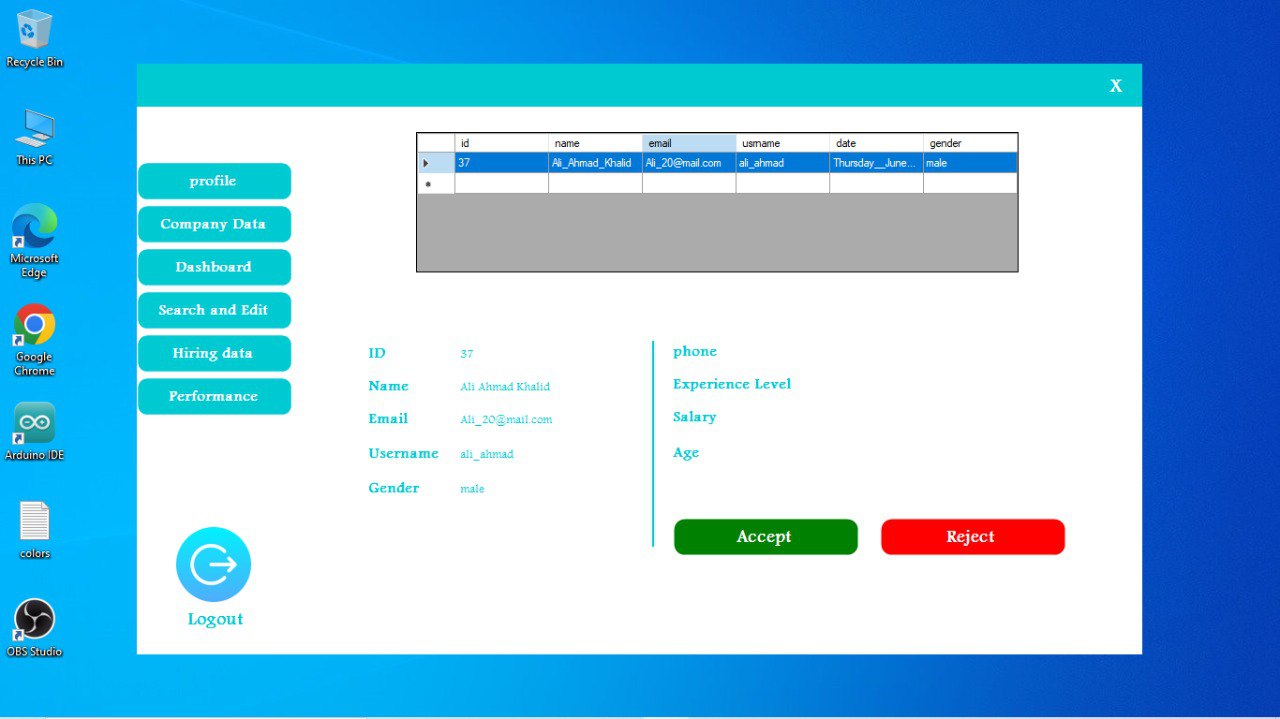 Recycle Bin
This PC
Microsoft
Edge
Google
Chrome
Arduino IDE
colors
OBS Studio
X
profile
Company Data
Dashboard
Search and Edit
Hiring data
Performance
Logout
id name email usmame date gender
37 Ali_Ahmad_Khalid Ali_20@mail.com ali_ahmad Thursday__June... male
ID 37
Name Ali Ahmad Khalid
Email Ali_20@mail.com
Username ali_ahmad
Gender male
phone
Experience Level
Salary
Age
Accept
Reject